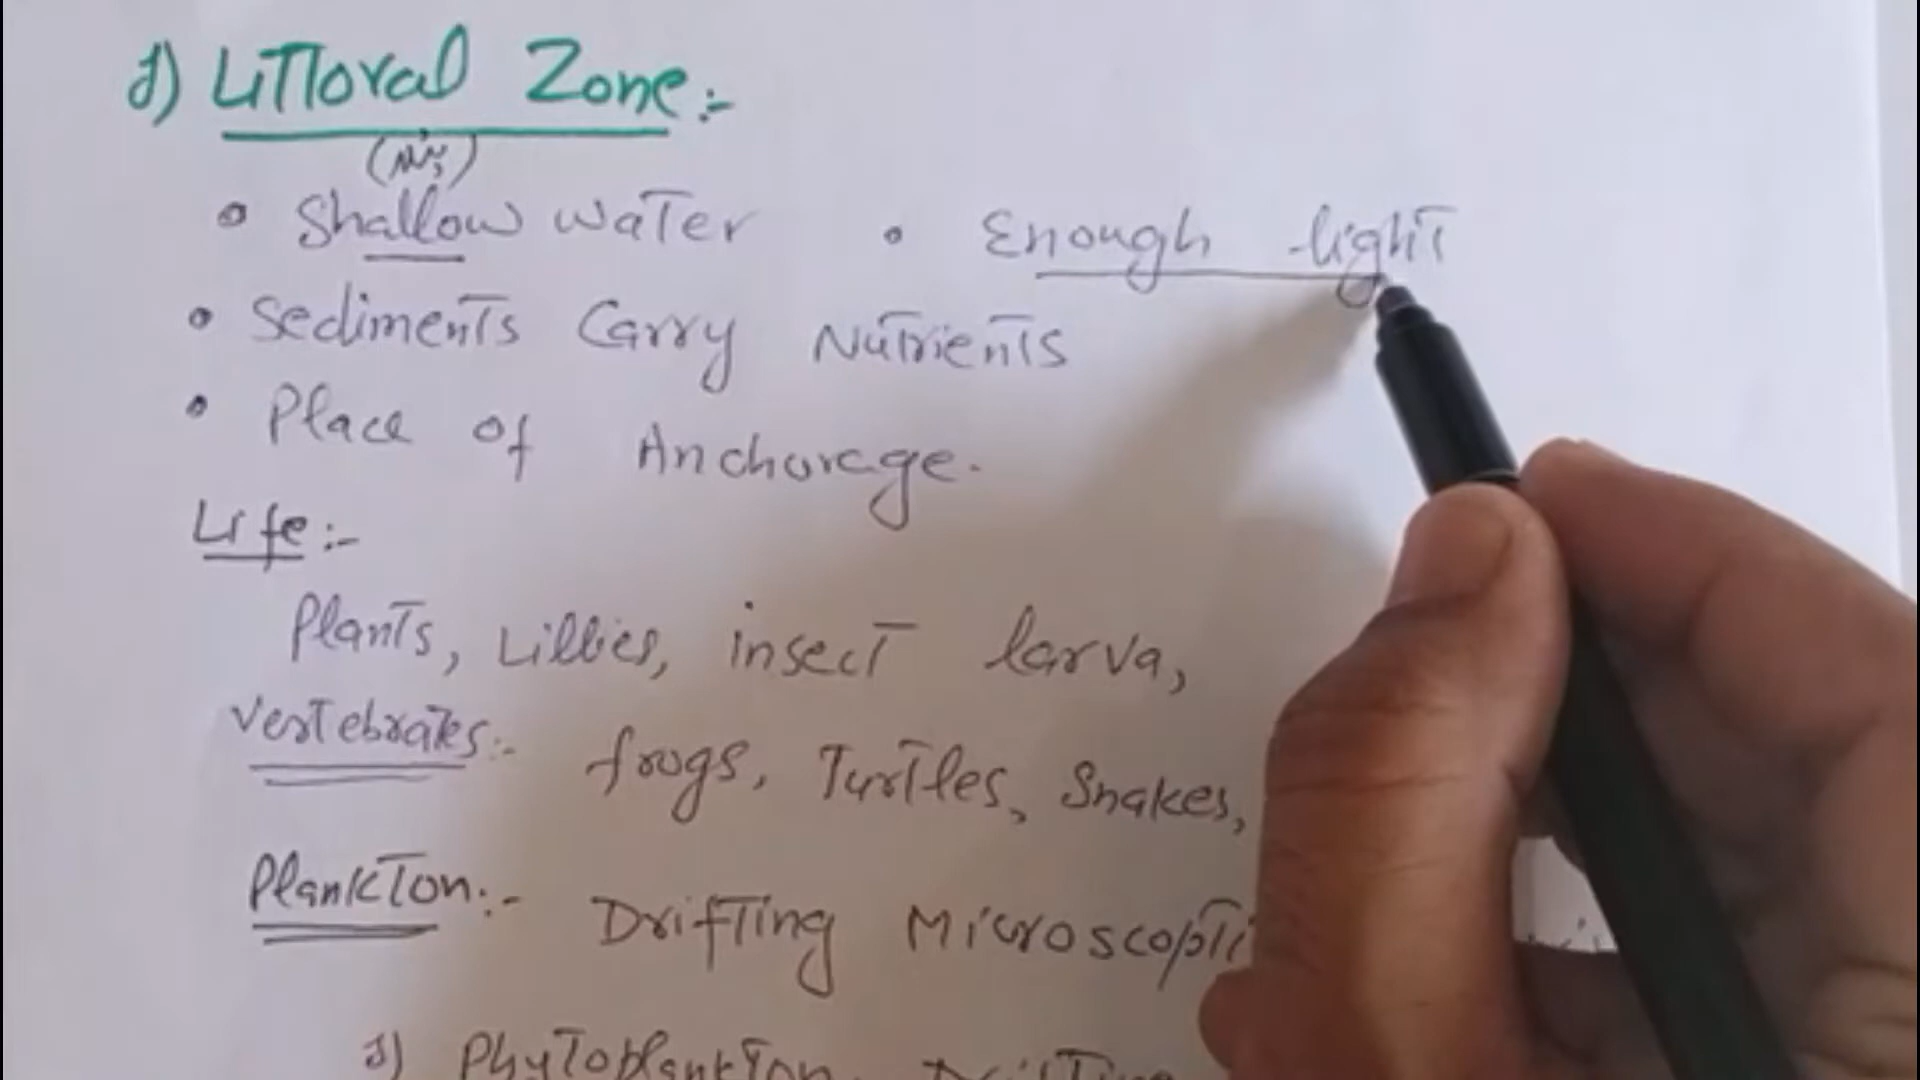 1) Littoral Zone:-
• Shallow water • Enough light
• Sediments Carry Nutrients
• Place of Anchorage.
Life:-
Plants, Lillies, insect larva,
Vertebrates:- frogs, Turtles, Snakes,
Plankton:- Drifting Microscopti
1) Phytoplankton